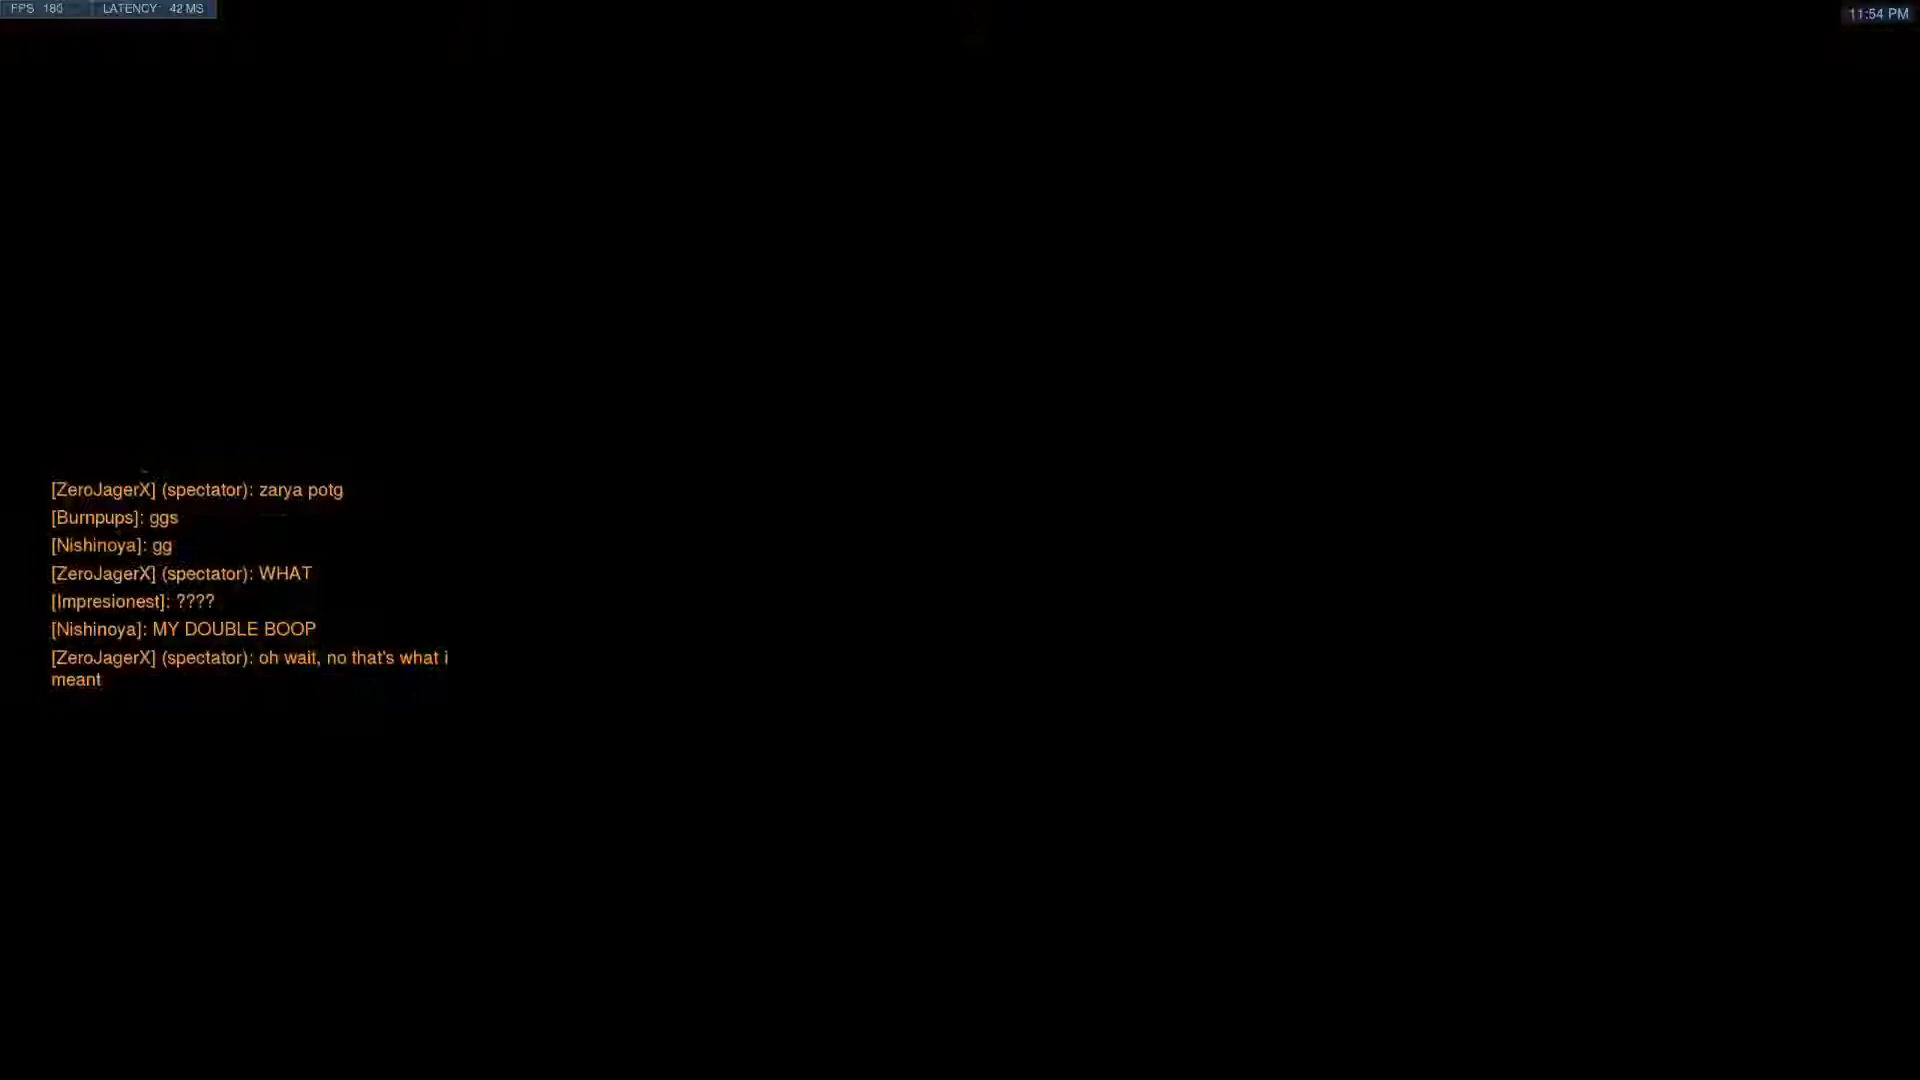 FPS 180 LATENCY 42 MS
11:54 PM
[ZeroJagerX] (spectator): zarya potg
[Burnpups]: ggs
[Nishinoya]: gg
[ZeroJagerX] (spectator): WHAT
[Impresionest]: ????
[Nishinoya]: MY DOUBLE BOOP
[ZeroJagerX] (spectator): oh wait, no that's what i
meant